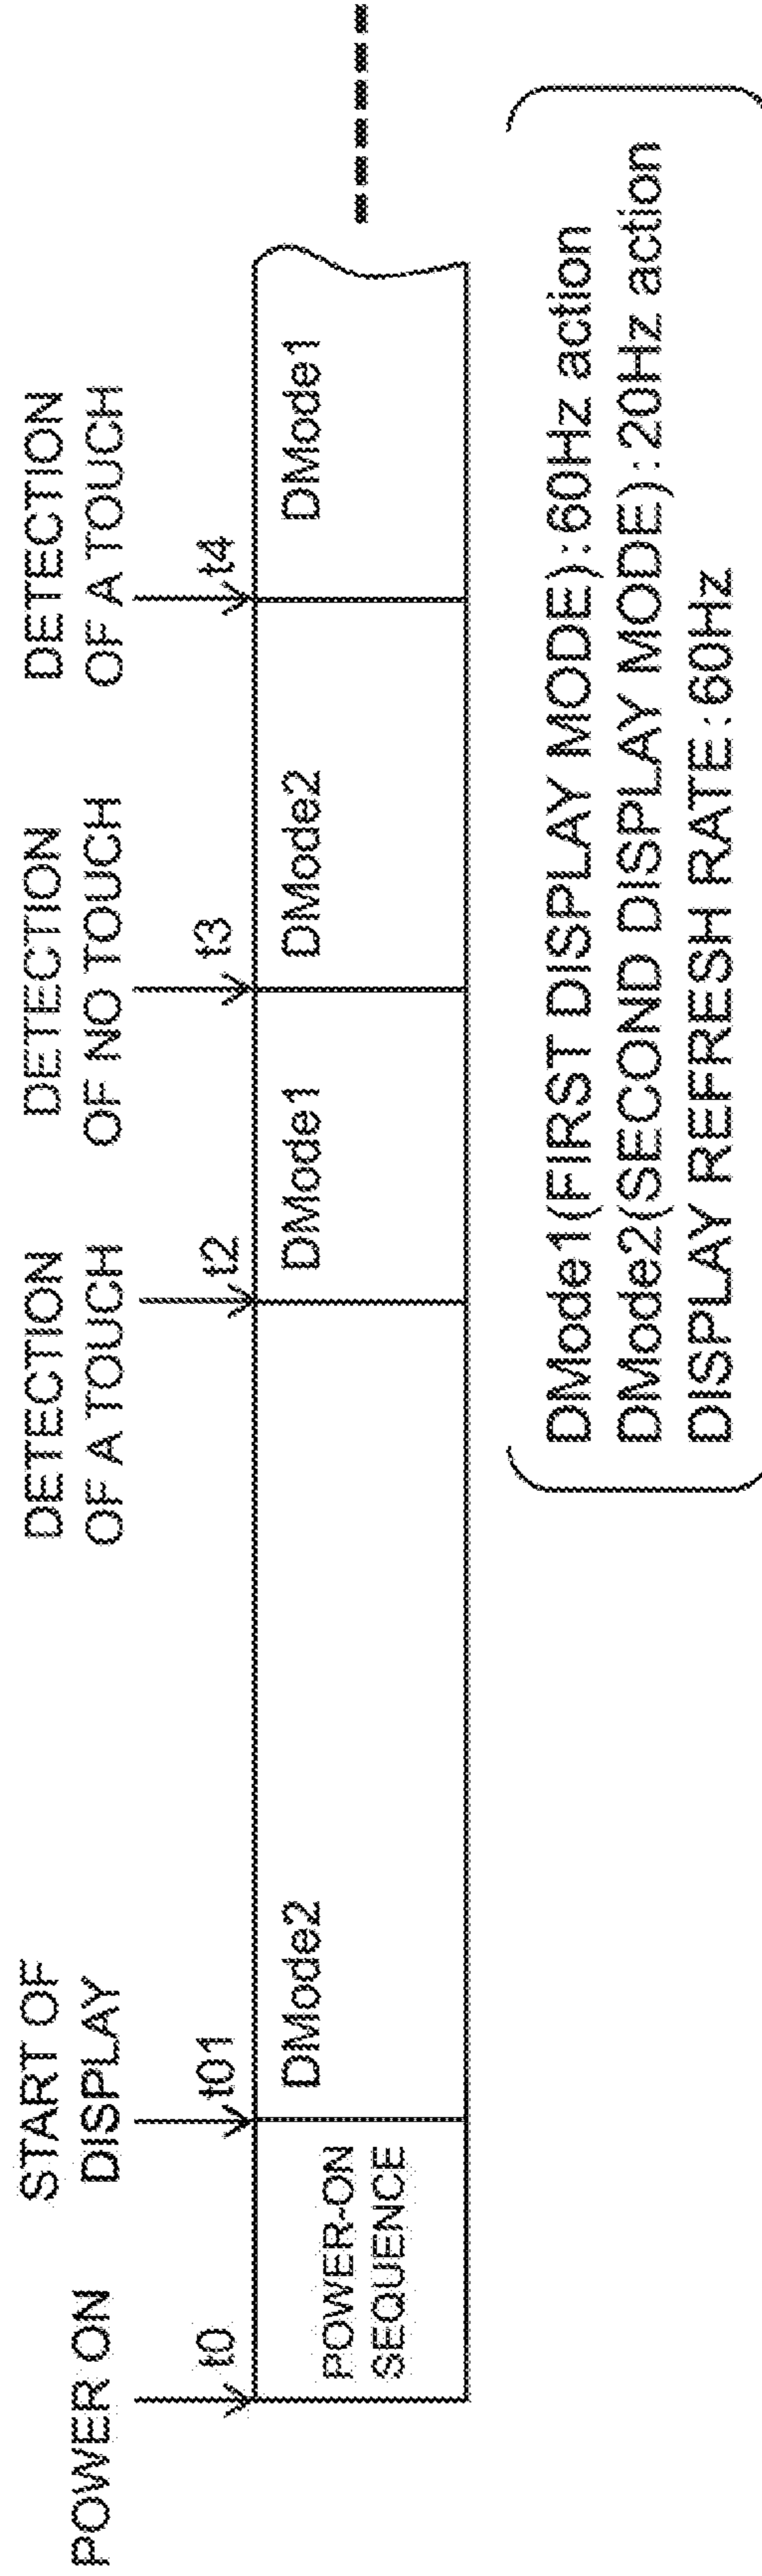 POWER ON
START OF
DISPLAY
DETECTION
OF A TOUCH
DETECTION
OF NO TOUCH
DETECTION
OF A TOUCH
t0
t01
t2
t3
t4
POWER-ON
SEQUENCE
DMode2
DMode1
DMode2
DMode1
DMode1(FIRST DISPLAY MODE):60Hz action
DMode2(SECOND DISPLAY MODE):20Hz action
DISPLAY REFRESH RATE:60Hz